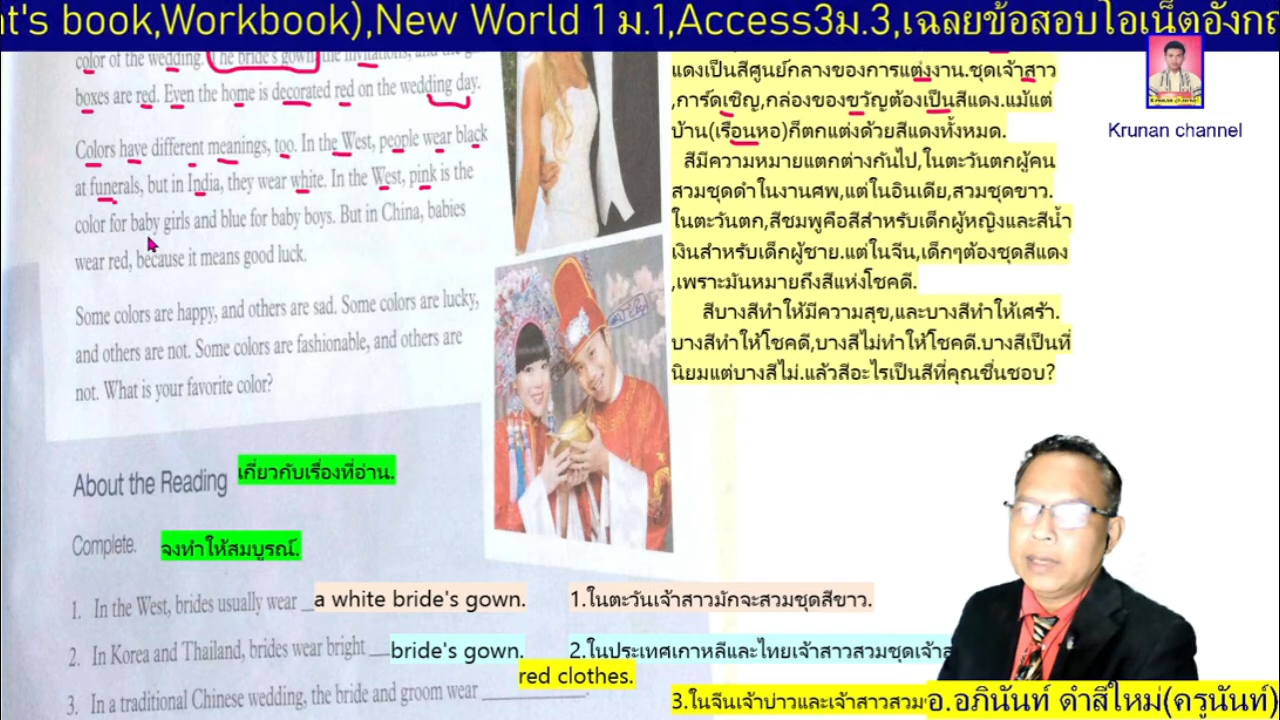 nt's book,Workbook),New World 1 ม.1,Access3ม.3,เฉลยข้อสอบโอเน็ตอังกฤ
color of the wedding. The bride's gown, the invitations, and the
boxes are red. Even the home is decorated red on the wedding day.
Colors have different meanings, too. In the West, people wear black
at funerals, but in India, they wear white. In the West, pink is the
color for baby girls and blue for baby boys. But in China, babies
wear red, because it means good luck.
Some colors are happy, and others are sad. Some colors are lucky,
and others are not. Some colors are fashionable, and others are
not. What is your favorite color?
About the Reading
เกี่ยวกับเรื่องที่อ่าน.
Complete.
จงทำให้สมบูรณ์.
1. In the West, brides usually wear _a white bride's gown.
2. In Korea and Thailand, brides wear bright __bride's gown.
red clothes.
3. In a traditional Chinese wedding, the bride and groom wear ___________.
แดงเป็นสีศูนย์กลางของการแต่งงาน.ชุดเจ้าสาว
,การ์ดเชิญ,กล่องของขวัญต้องเป็นสีแดง.แม้แต่
บ้าน(เรือนหอ)ก็ตกแต่งด้วยสีแดงทั้งหมด.
สีมีความหมายแตกต่างกันไป,ในตะวันตกผู้คน
สวมชุดดำในงานศพ,แต่ในอินเดีย,สวมชุดขาว.
ในตะวันตก,สีชมพูคือสีสำหรับเด็กผู้หญิงและสีน้ำ
เงินสำหรับเด็กผู้ชาย.แต่ในจีน,เด็กๆต้องชุดสีแดง
,เพราะมันหมายถึงสีแห่งโชคดี.
สีบางสีทำให้มีความสุข,และบางสีทำให้เศร้า.
บางสีทำให้โชคดี,บางสีไม่ทำให้โชคดี.บางสีเป็นที่
นิยมแต่บางสีไม่.แล้วสีอะไรเป็นสีที่คุณชื่นชอบ?
1.ในตะวันเจ้าสาวมักจะสวมชุดสีขาว.
2.ในประเทศเกาหลีและไทยเจ้าสาวสวมชุดเจ้าส
3.ในจีนเจ้าบ่าวและเจ้าสาวสวม
Krunan channel
อ.อภินันท์ ดำสีใหม่(ครูนันท์)